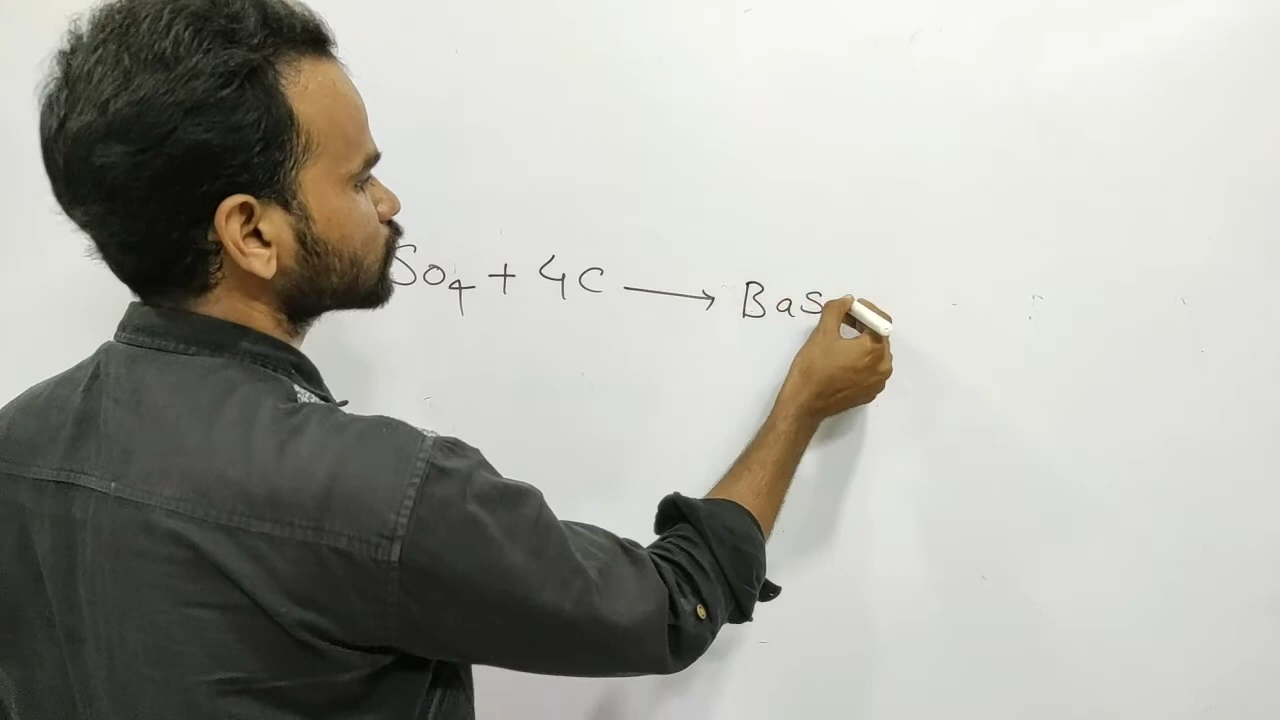 So₄ + 4C ⟶ BaS